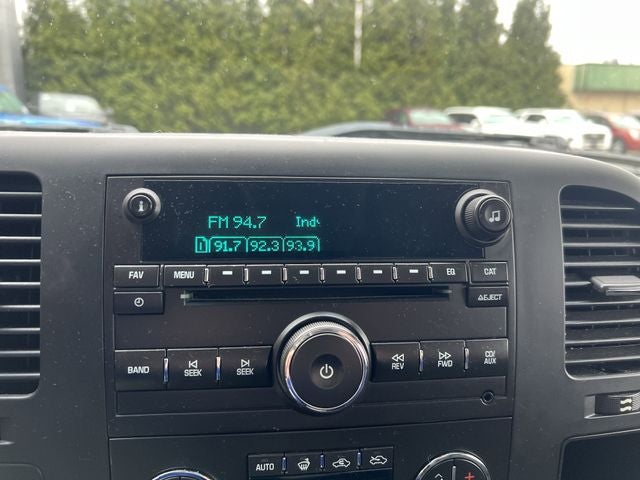 i
FM 94.7 Ind
1 91.7 92.3 93.9
FAV MENU EQ CAT
EJECT
BAND SEEK SEEK REV FWD CD/AUX
AUTO